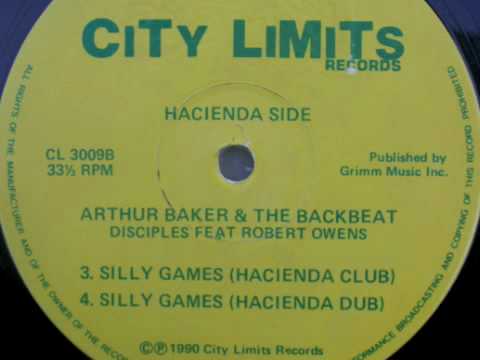 CiTY LiMiTS
RECORDS
HACIENDA SIDE
CL 3009B
33⅓ RPM
Published by
Grimm Music Inc.
ARTHUR BAKER & THE BACKBEAT
DISCIPLES FEAT ROBERT OWENS
3. SILLY GAMES (HACIENDA CLUB)
4. SILLY GAMES (HACIENDA DUB)
©℗1990 City Limits Records
ALL RIGHTS OF THE MANUFACTURER AND OF THE OWNER OF THE
BROADCASTING AND COPYING OF THIS RECORD PROHIBITED